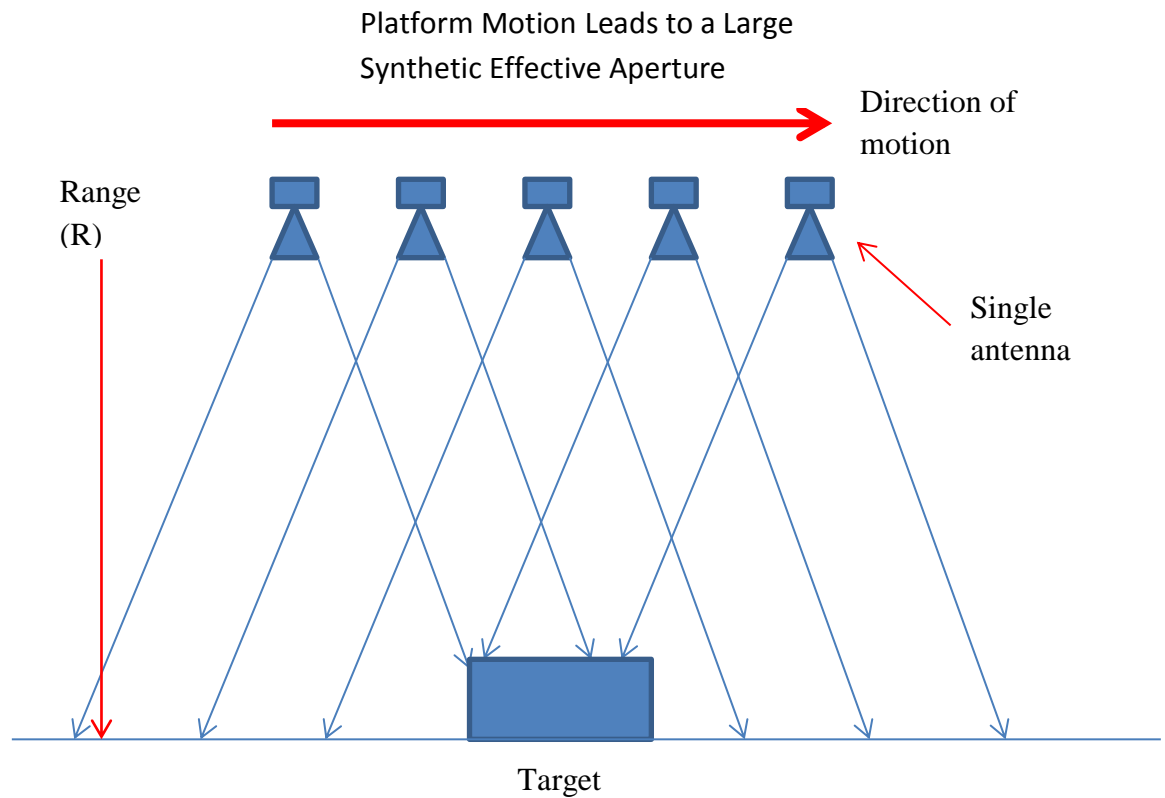 Platform Motion Leads to a Large
Synthetic Effective Aperture
Direction of
motion
Range
(R)
Single
antenna
Target